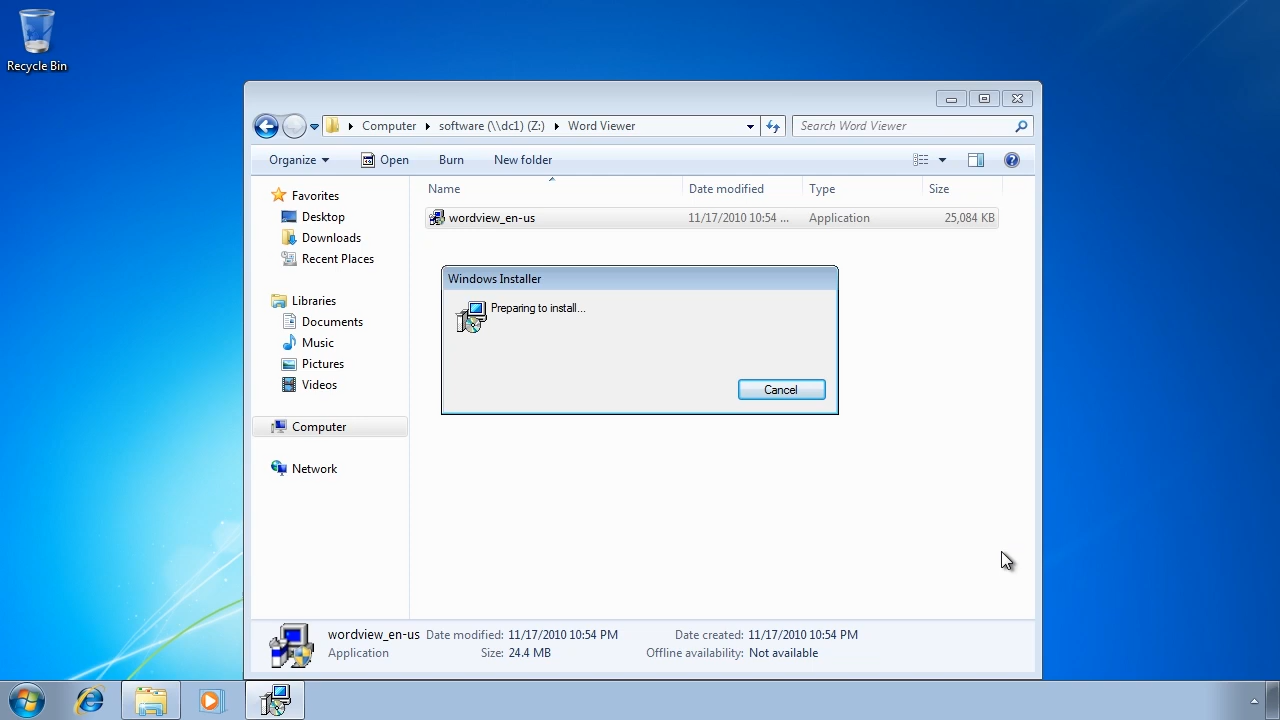 Recycle Bin
Computer software (\\dc1) (Z:) Word Viewer
Search Word Viewer
Organize Open Burn New folder
Name Date modified Type Size
wordview_en-us 11/17/2010 10:54 ... Application 25,084 KB
Favorites
Desktop
Downloads
Recent Places
Libraries
Documents
Music
Pictures
Videos
Computer
Network
Windows Installer
Preparing to install...
Cancel
wordview_en-us Date modified: 11/17/2010 10:54 PM Date created: 11/17/2010 10:54 PM
Application Size: 24.4 MB Offline availability: Not available